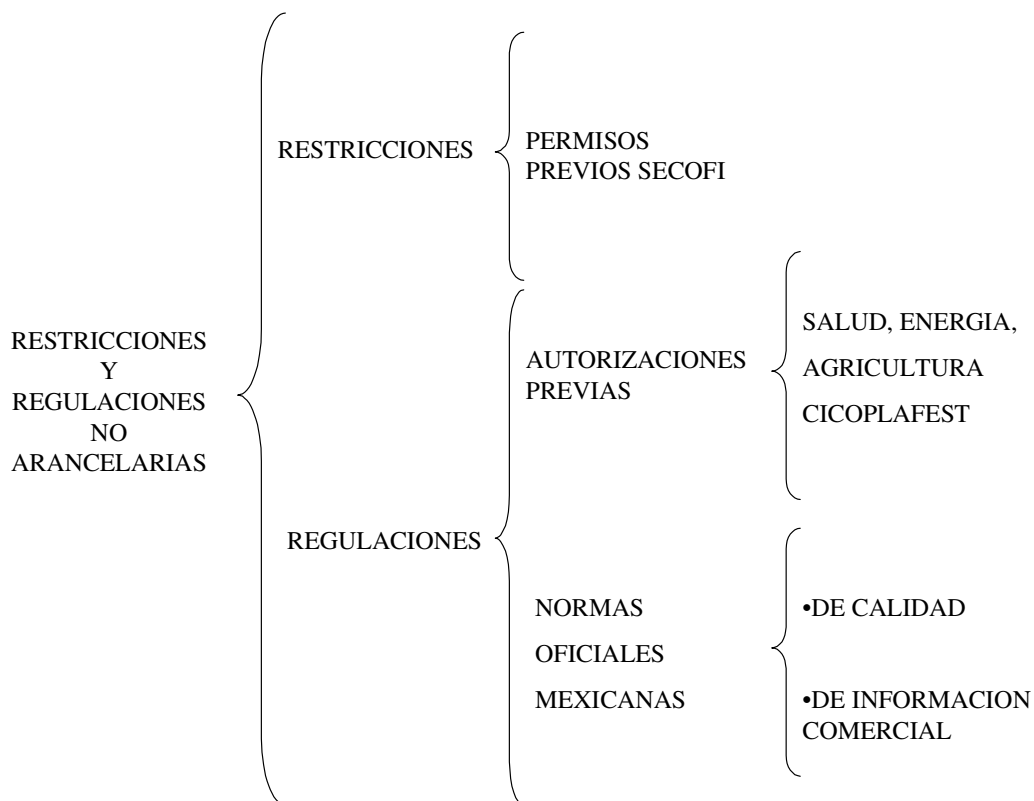 RESTRICCIONES
Y
REGULACIONES
NO
ARANCELARIAS
RESTRICCIONES
PERMISOS
PREVIOS SECOFI
REGULACIONES
AUTORIZACIONES
PREVIAS
SALUD, ENERGIA,
AGRICULTURA
CICOPLAFEST
NORMAS
OFICIALES
MEXICANAS
•DE CALIDAD
•DE INFORMACION
COMERCIAL